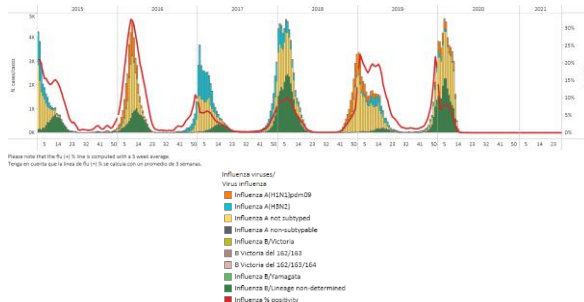 2015 2016 2017 2018 2019 2020 2021
5K
4K
3K
2K
1K
0K
30%
25%
20%
15%
10%
5%
0%
5 14 23 32 41 50 5 14 23 32 41 50 5 14 23 32 41 50 5 14 23 32 41 50 5 14 23 32 41 50 5 14 23 32 41 50 5 14 23
Please note that the flu (+) % line is computed with a 3 week average.
Tenga en cuenta que la línea de flu (+) % se calcula con un promedio de 3 semanas.
Influenza viruses/
Virus influenza
Influenza A(H1N1)pdm09
Influenza A(H3N2)
Influenza A not subtyped
Influenza A non-subtypable
Influenza B/Victoria
B Victoria del 162/163
B Victoria del 162/163/164
Influenza B/Yamagata
Influenza B/Lineage non-determined
Influenza % positivity